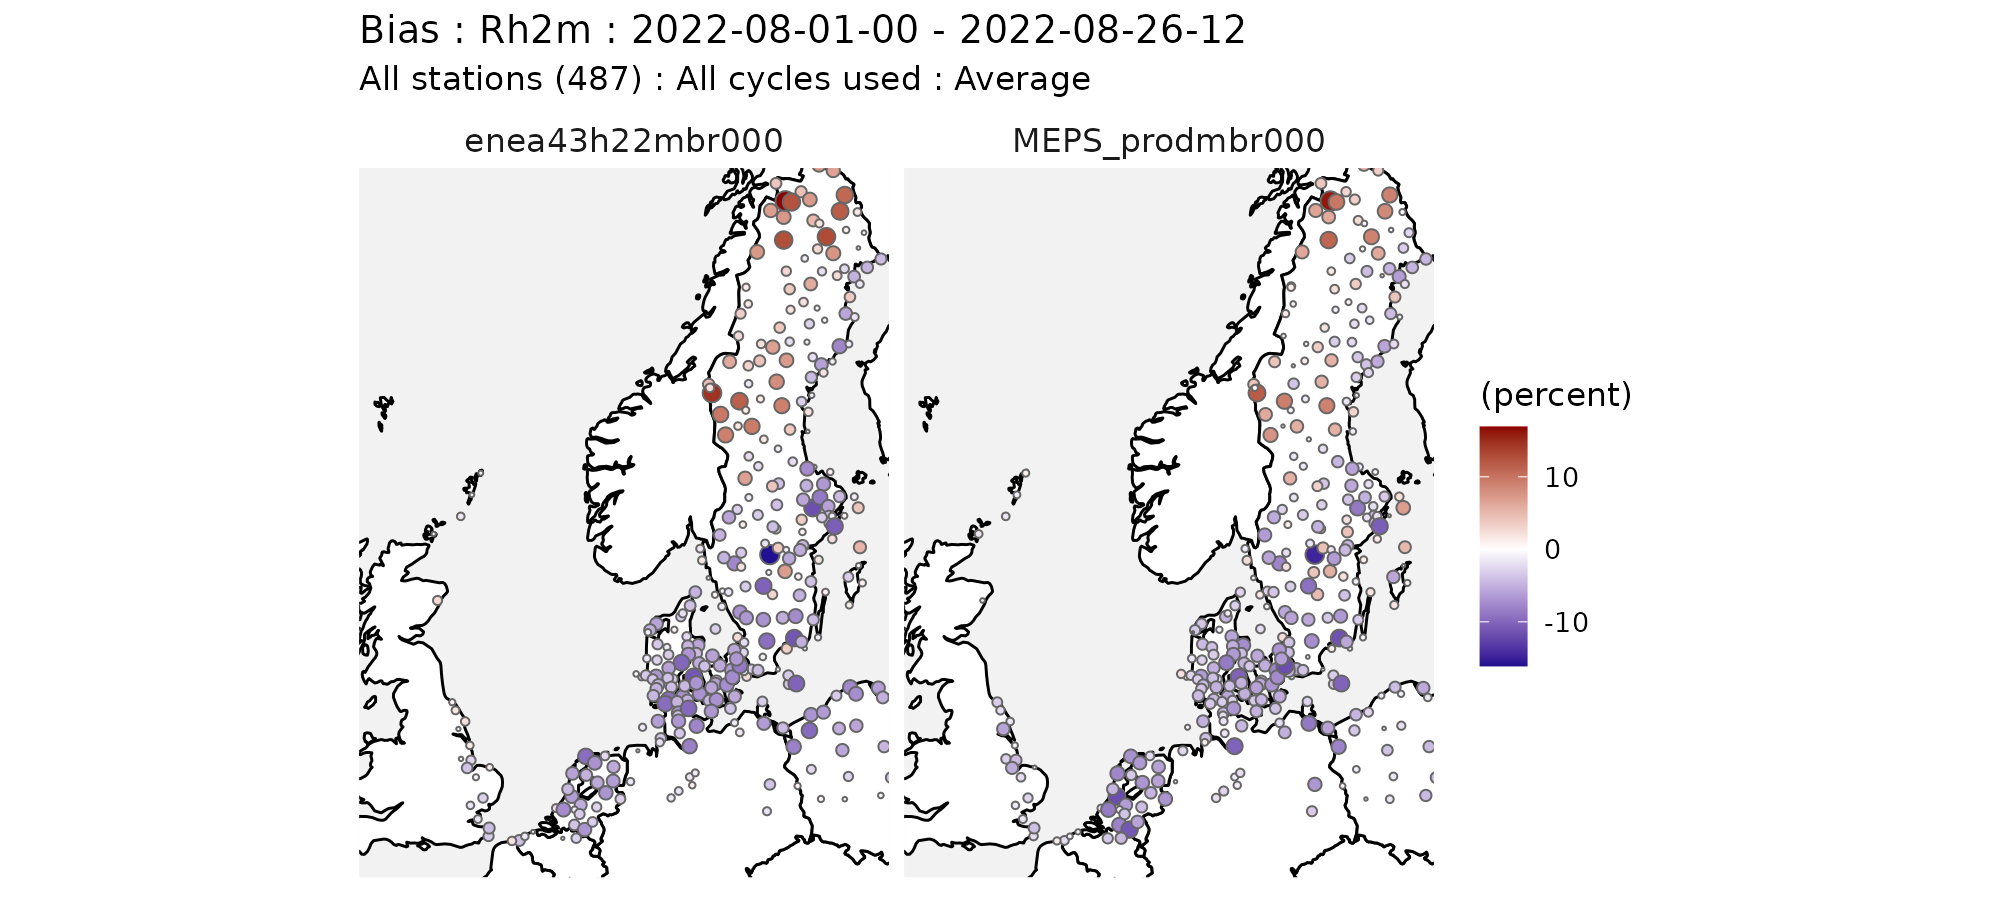 Bias : Rh2m : 2022-08-01-00 - 2022-08-26-12
All stations (487) : All cycles used : Average
enea43h22mbr000
MEPS_prodmbr000
(percent)
10
0
-10